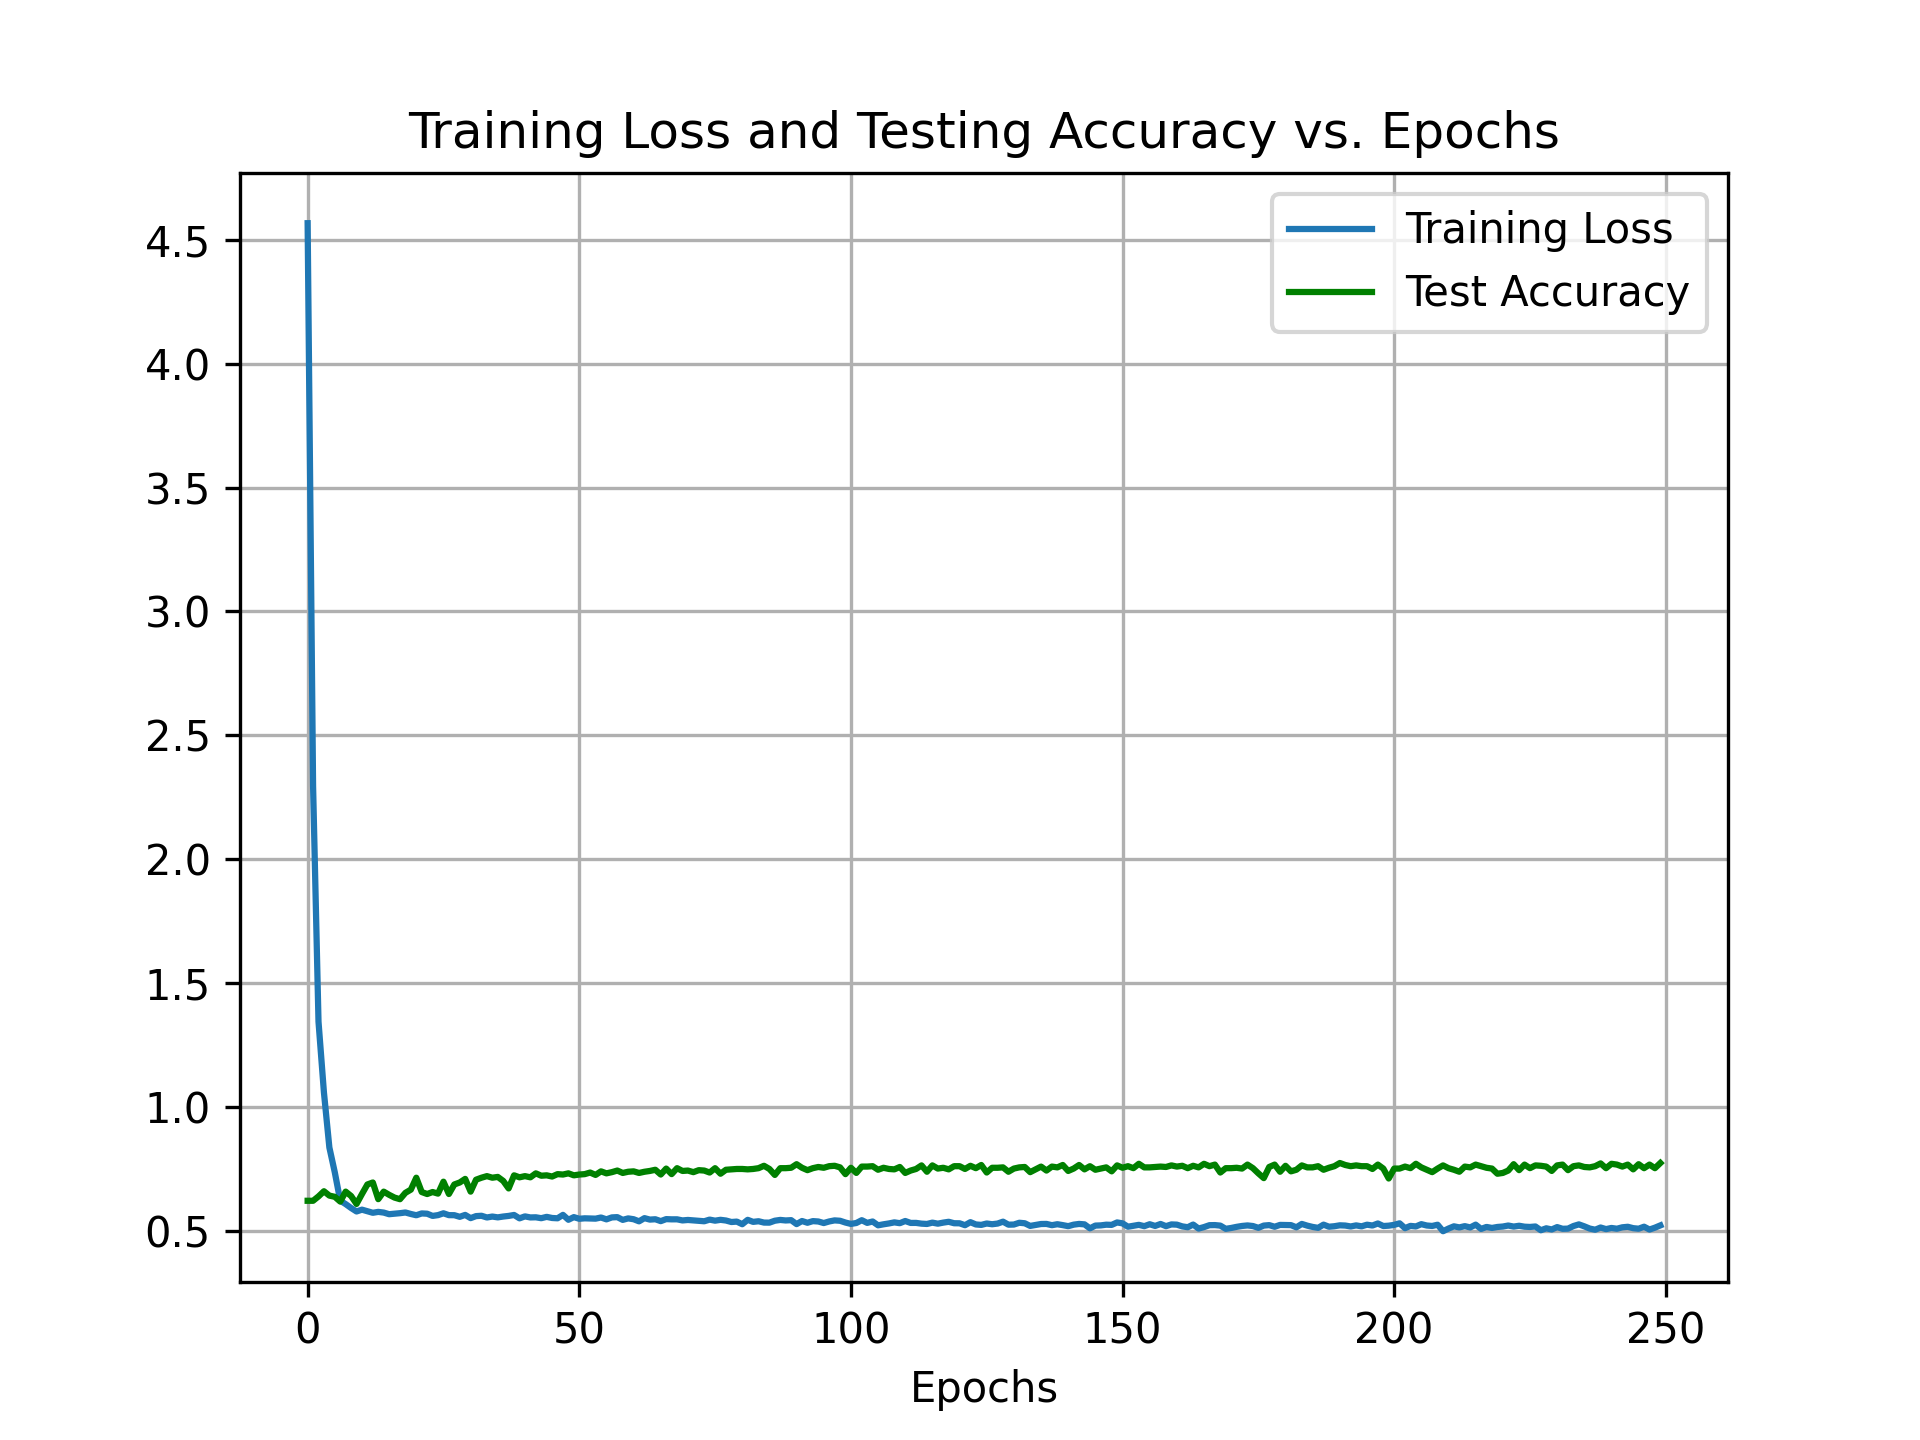 Training Loss and Testing Accuracy vs. Epochs
Training Loss
Test Accuracy
4.5
4.0
3.5
3.0
2.5
2.0
1.5
1.0
0.5
0 50 100 150 200 250
Epochs